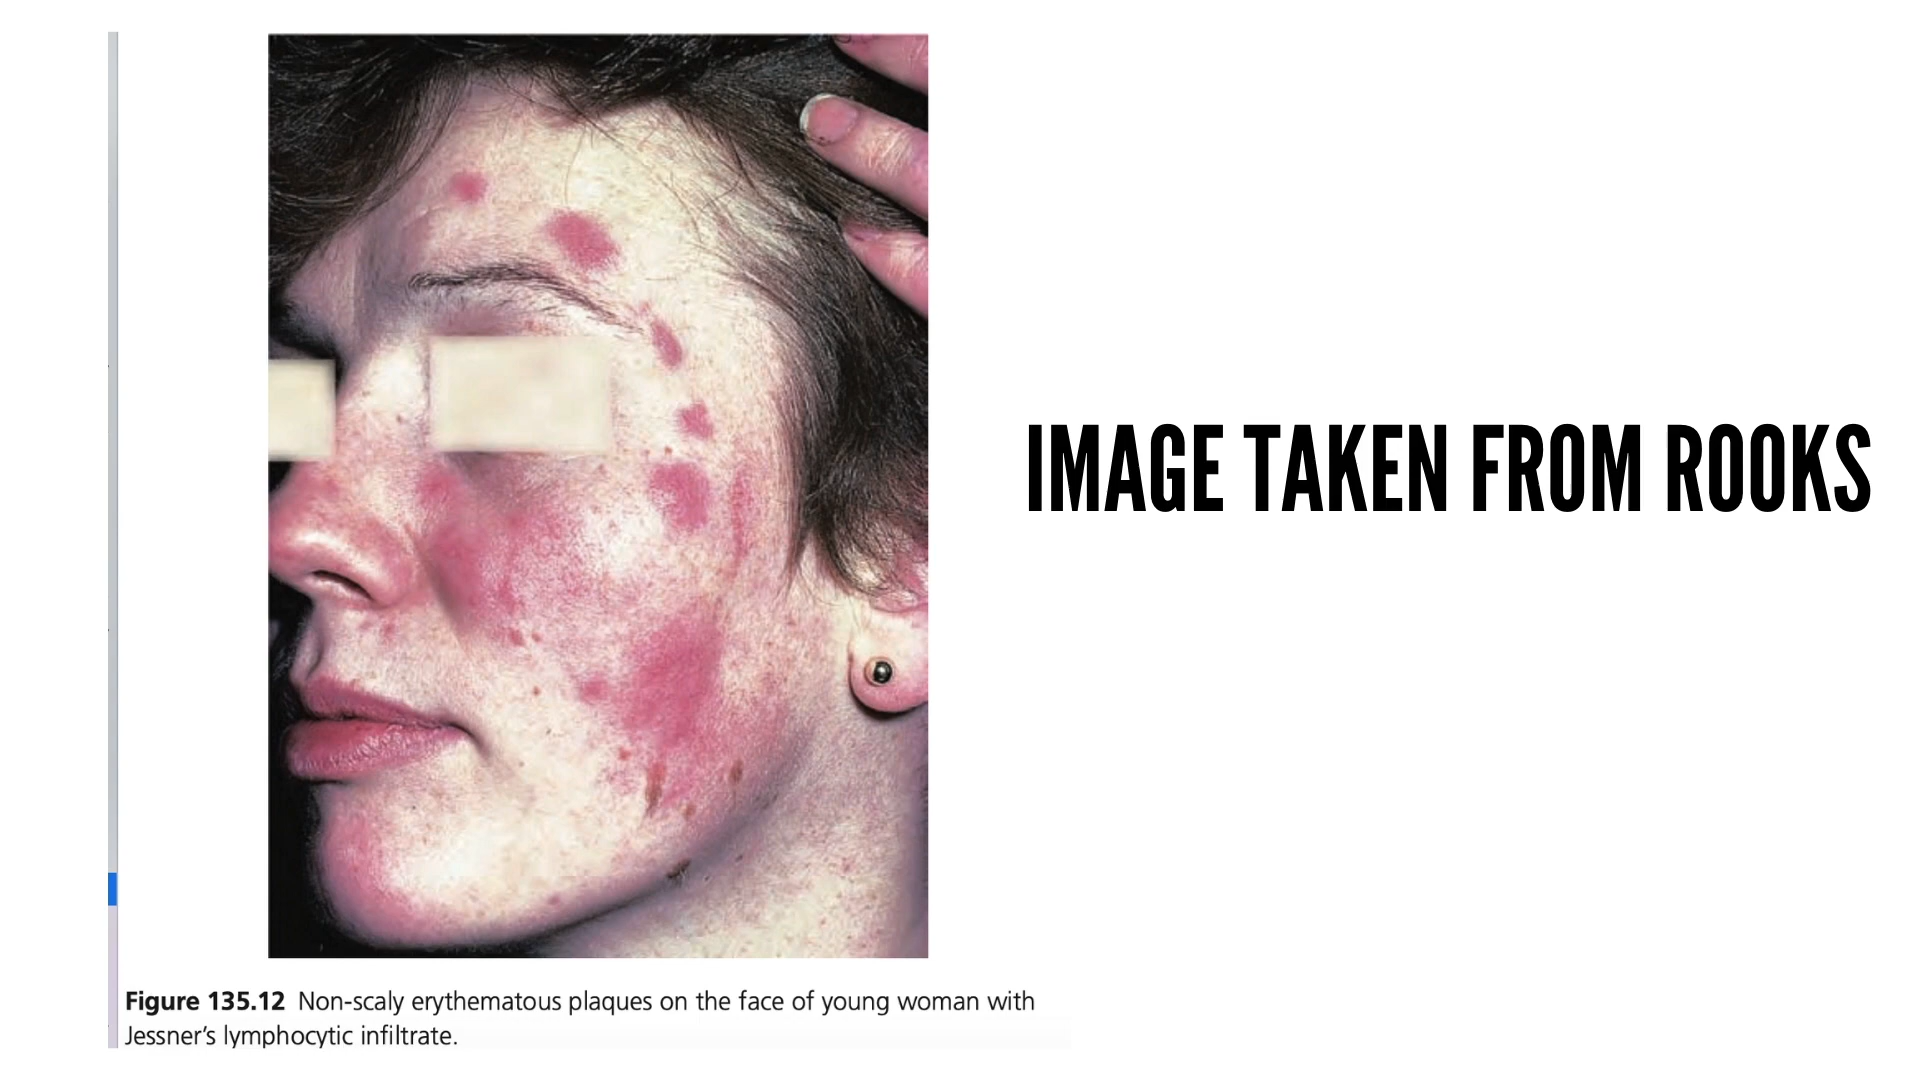 IMAGE TAKEN FROM ROOKS
Figure 135.12 Non-scaly erythematous plaques on the face of young woman with
Jessner's lymphocytic infiltrate.